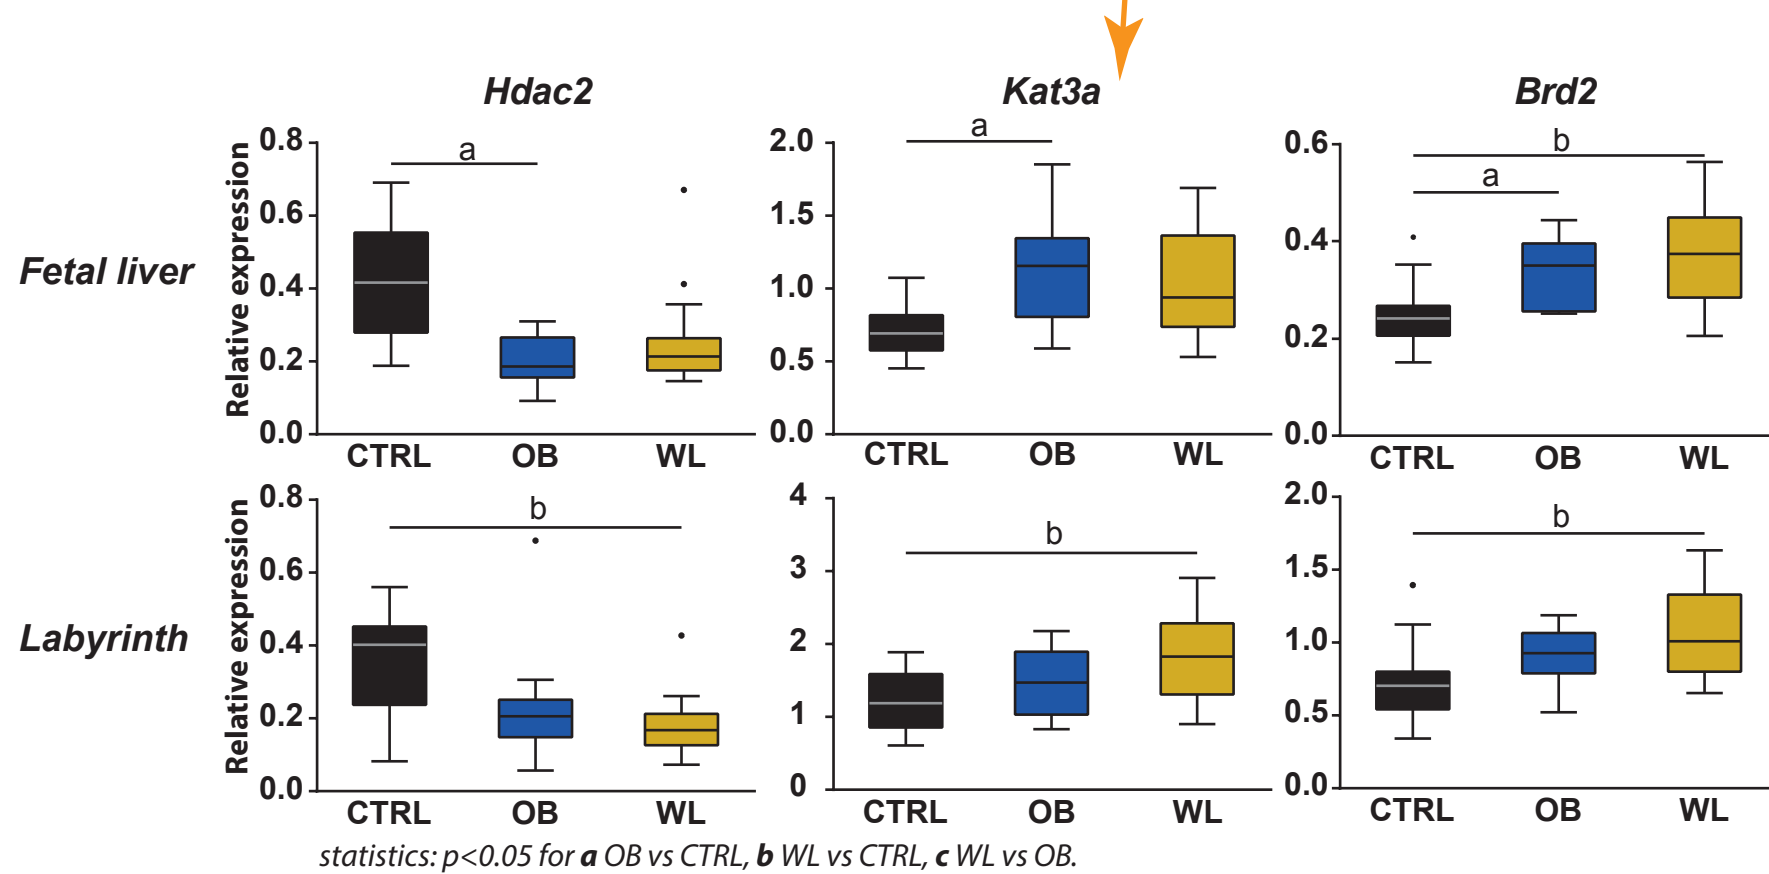 Hdac2 Kat3a Brd2
Fetal liver
Relative expression
0.8
0.6
0.4
0.2
0.0
a
CTRL OB WL
2.0
1.5
1.0
0.5
0.0
a
CTRL OB WL
0.6
0.4
0.2
0.0
b
a
CTRL OB WL
Labyrinth
Relative expression
0.8
0.6
0.4
0.2
0.0
b
CTRL OB WL
4
3
2
1
0
b
CTRL OB WL
2.0
1.5
1.0
0.5
0.0
b
CTRL OB WL
statistics: p<0.05 for a OB vs CTRL, b WL vs CTRL, c WL vs OB.